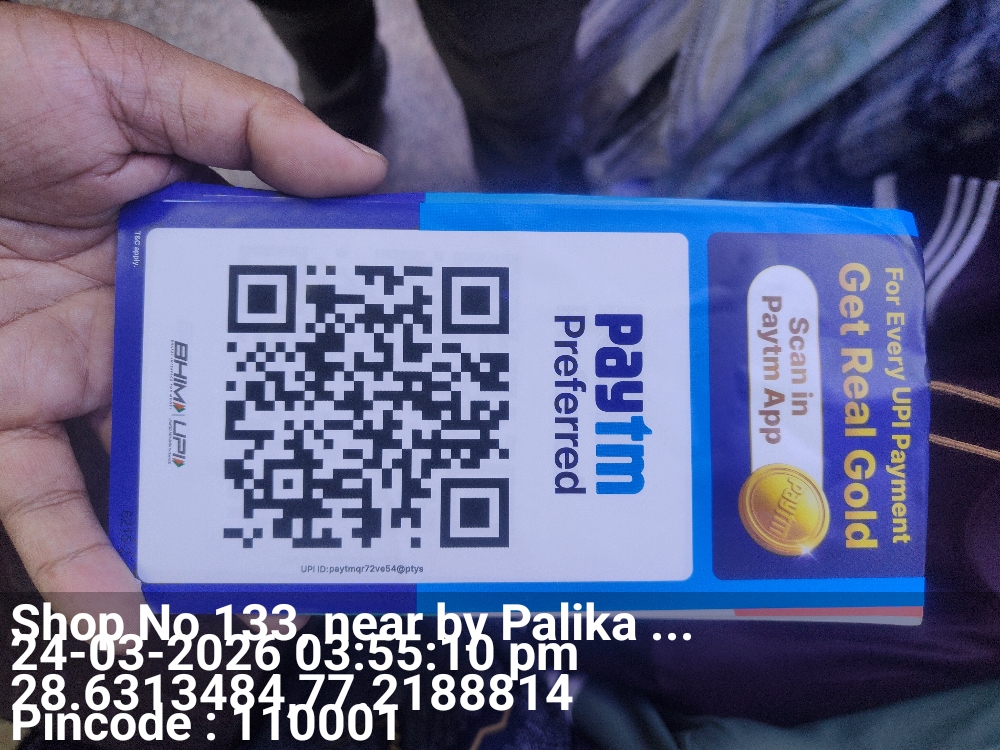 For Every UPI Payment
Get Real Gold
Scan in
Paytm App
paytm
paytm
Preferred
UPI ID:paytmqr72ve54@ptys
BHIM UPI
T&C apply.
Shop No 133, near by Palika ...
24-03-2026 03:55:10 pm
28.6313484,77.2188814
Pincode : 110001